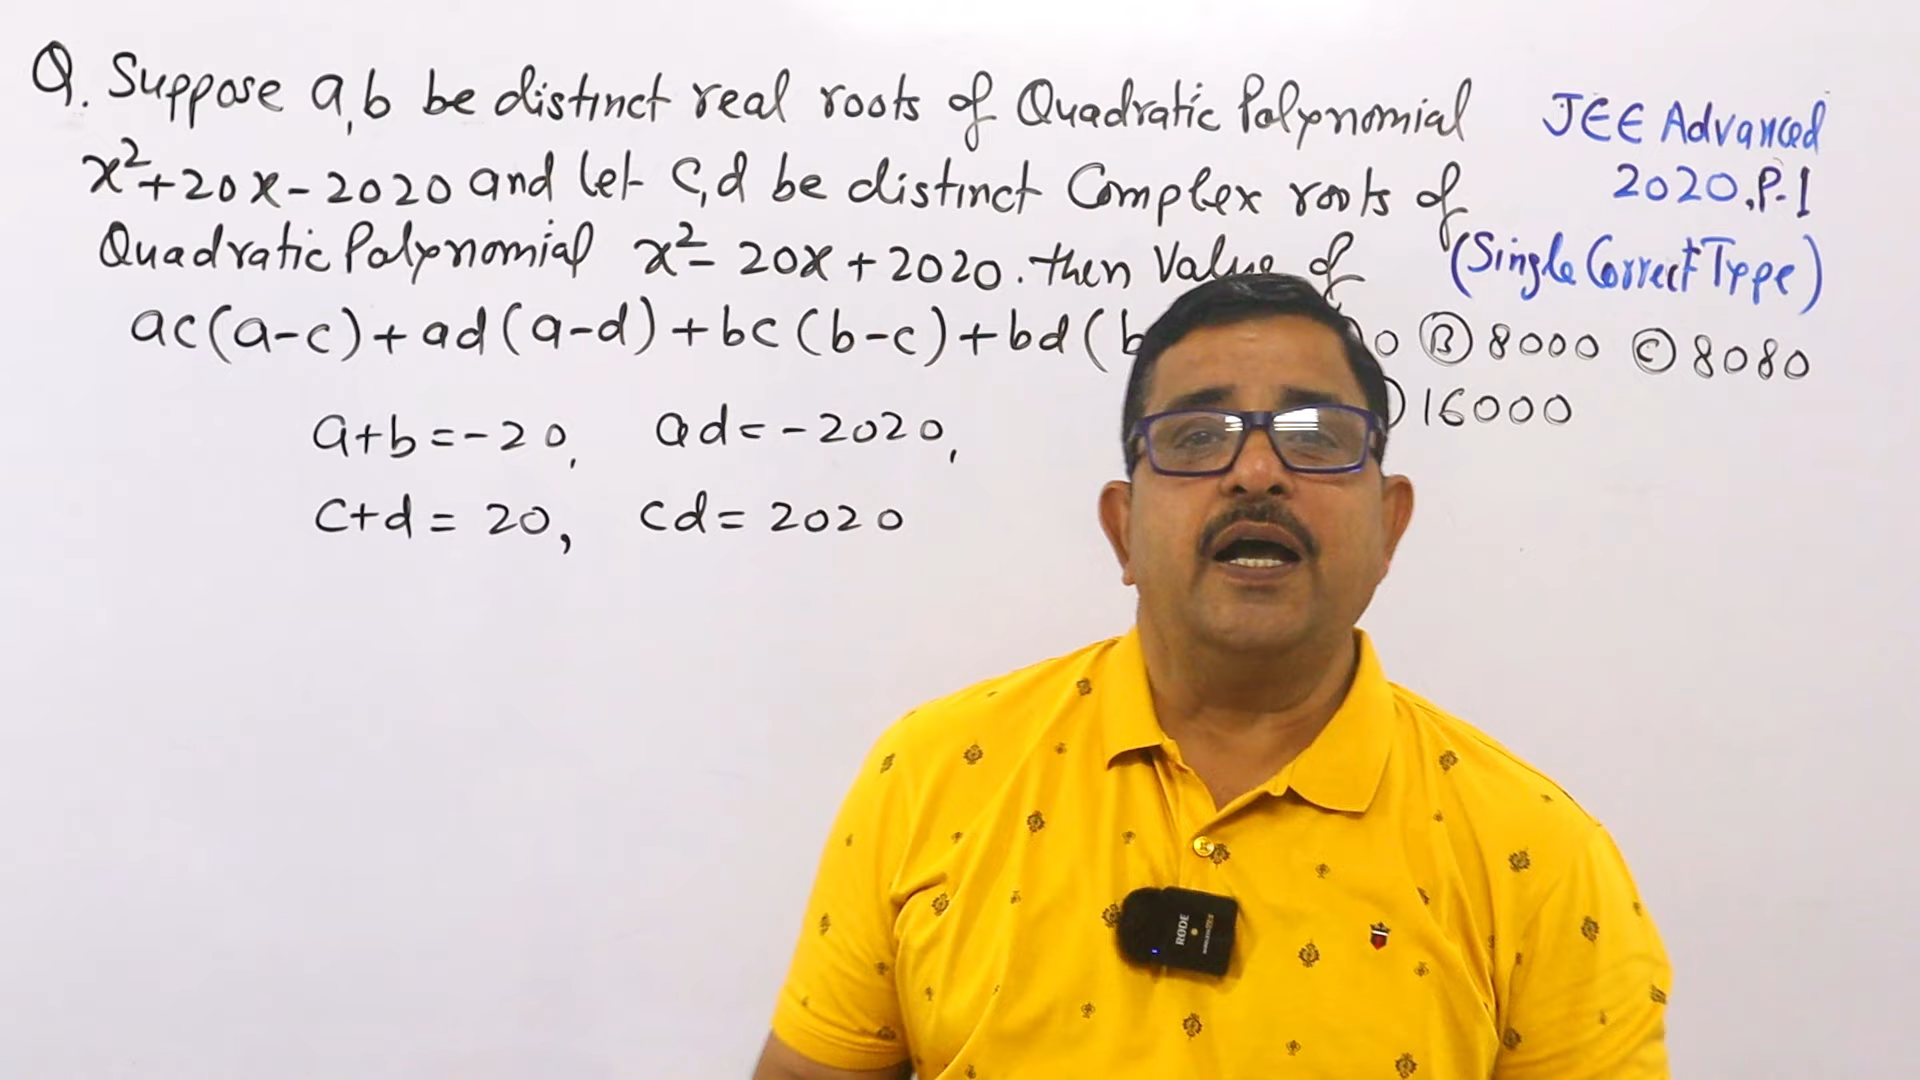 Q. Suppose a,b be distinct real roots of Quadratic Polynomial
x²+20x-2020 and let c,d be distinct Complex roots of
Quadratic Polynomial x²-20x+2020. then Value of
ac(a-c)+ad(a-d)+bc(b-c)+bd(b
JEE Advanced
2020, P-1
(Single Correct Type)
0 (B) 8000 (C) 8080
) 16000
a+b=-20, ad=-2020,
c+d=20, cd=2020
RODE